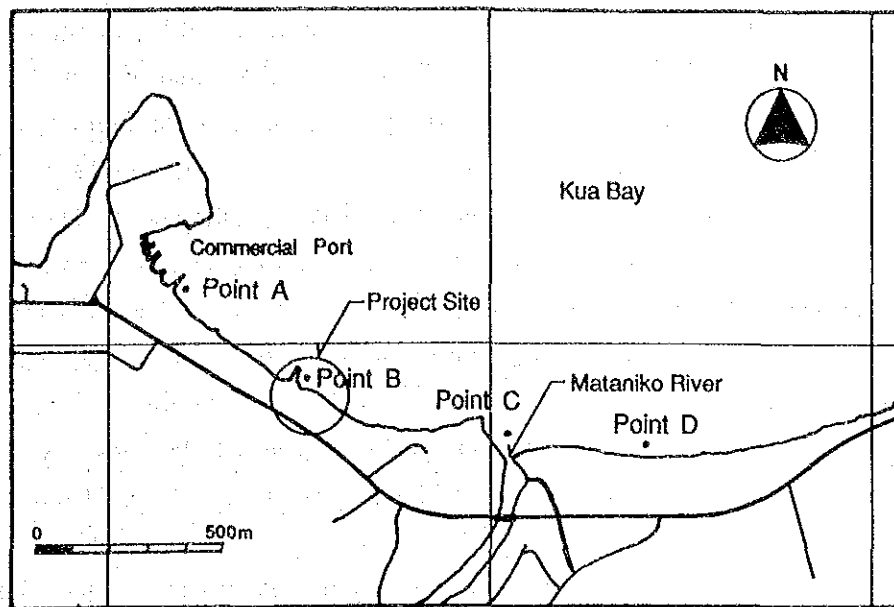 N
Kua Bay
Commercial Port
Point A
Project Site
Point B
Mataniko River
Point C
Point D
0 500m